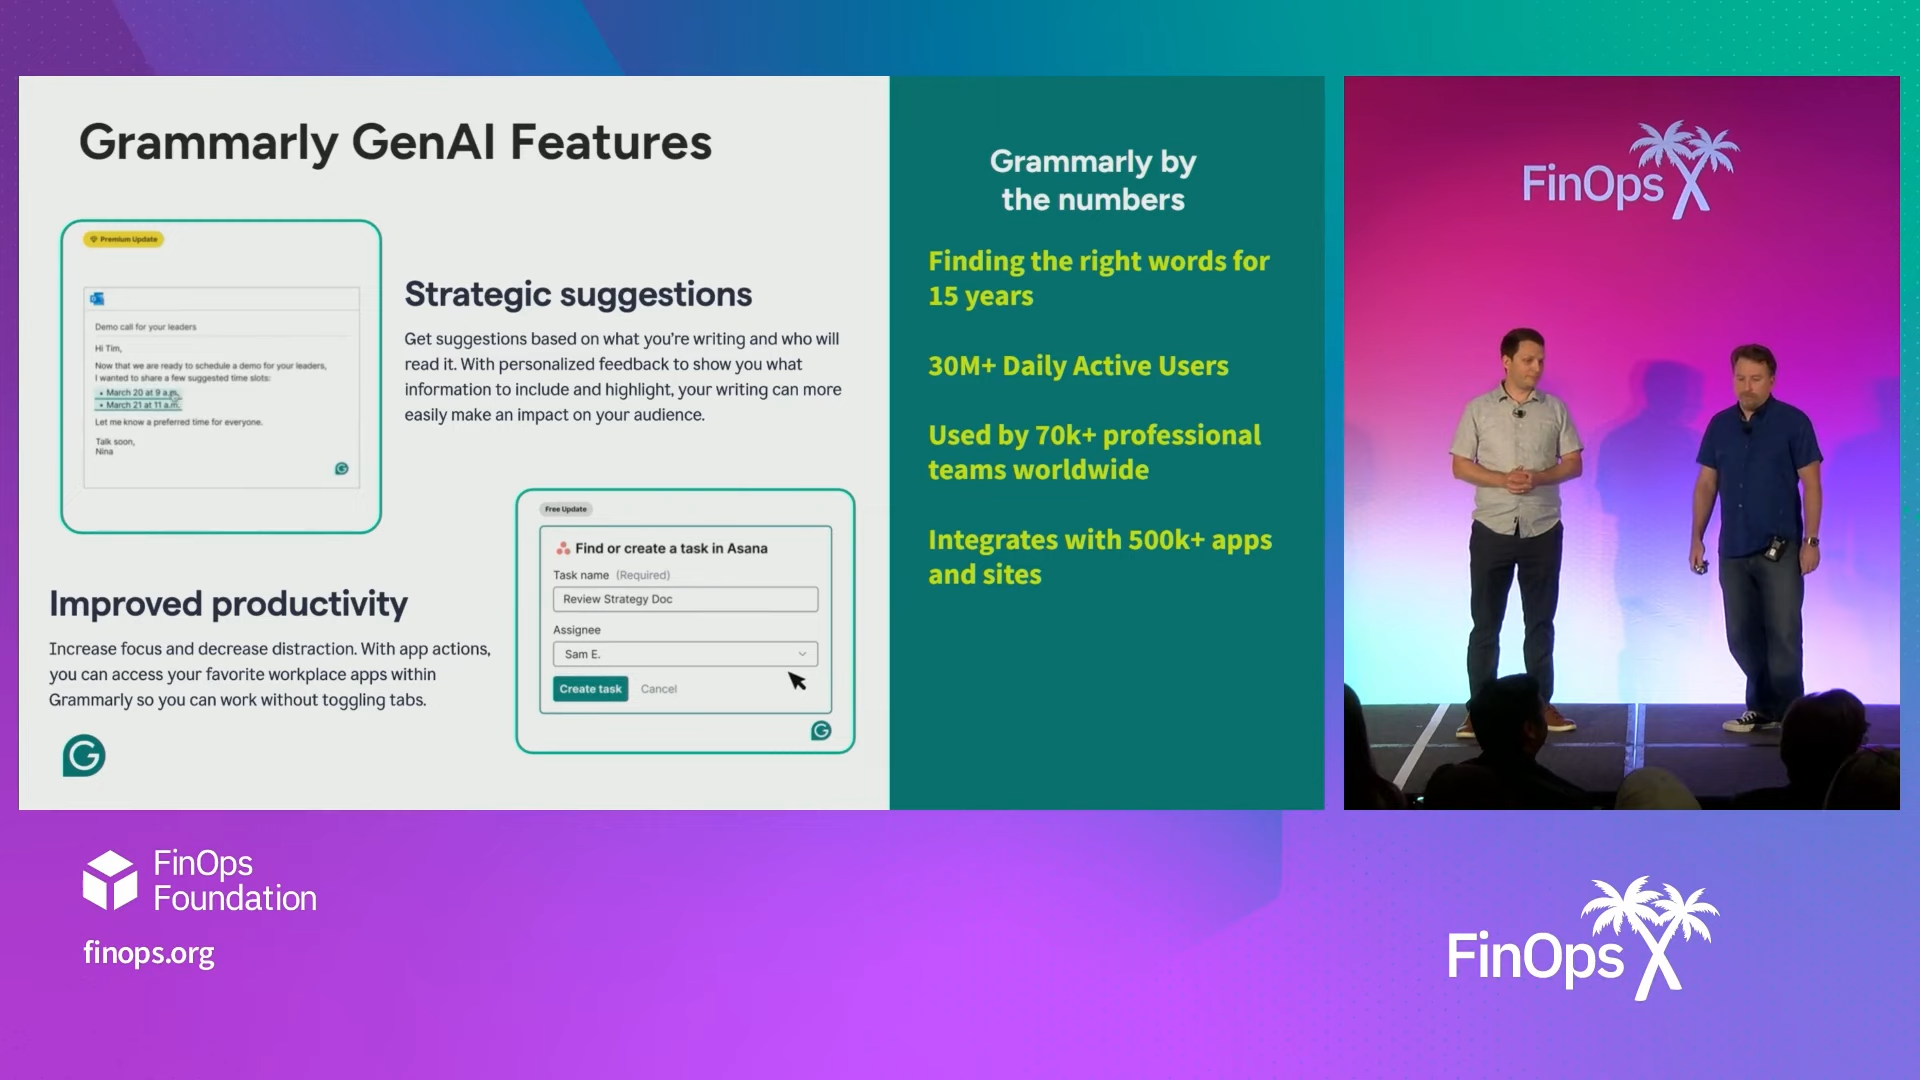 Grammarly GenAI Features
Premium Update
Demo call for your leaders
Hi Tim,
Now that we are ready to schedule a demo for your leaders,
I wanted to share a few suggested time slots:
• March 20 at 9 a.m.
• March 21 at 11 a.m.
Let me know a preferred time for everyone.
Talk soon,
Nina
Strategic suggestions
Get suggestions based on what you're writing and who will
read it. With personalized feedback to show you what
information to include and highlight, your writing can more
easily make an impact on your audience.
Improved productivity
Increase focus and decrease distraction. With app actions,
you can access your favorite workplace apps within
Grammarly so you can work without toggling tabs.
Free Update
Find or create a task in Asana
Task name (Required)
Review Strategy Doc
Assignee
Sam E.
Create task Cancel
G
Grammarly by
the numbers
Finding the right words for
15 years
30M+ Daily Active Users
Used by 70k+ professional
teams worldwide
Integrates with 500k+ apps
and sites
FinOps X
FinOps
Foundation
finops.org
FinOps X